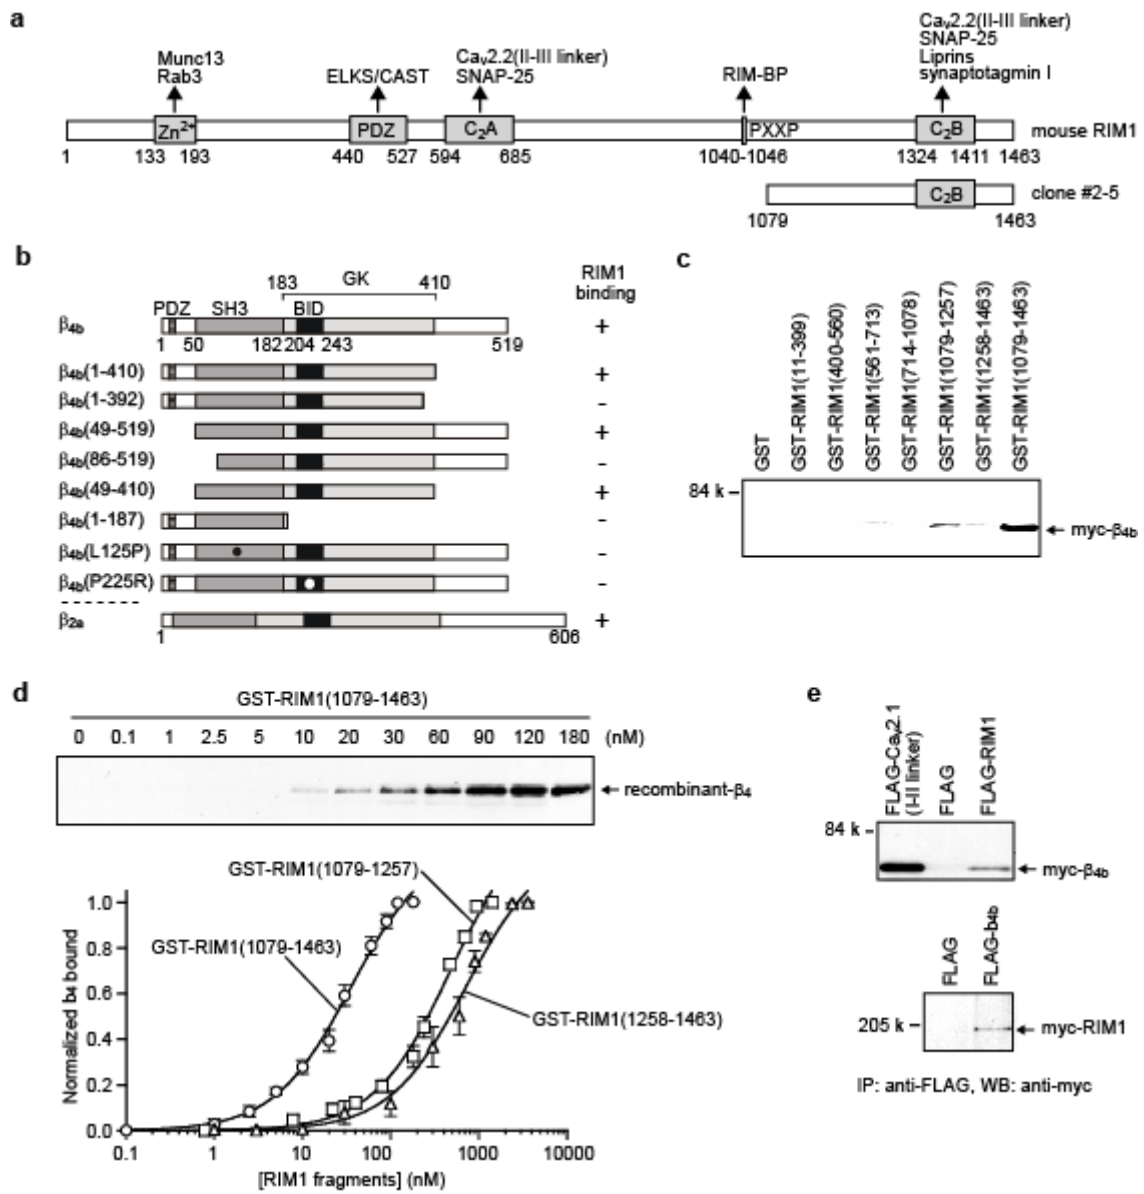 a
Munc13
Rab3
ELKS/CAST
Caᵥ2.2(II-III linker)
SNAP-25
RIM-BP
Caᵥ2.2(II-III linker)
SNAP-25
Liprins
synaptotagmin I
Zn²⁺
PDZ
C₂A
PXXP
C₂B
mouse RIM1
1
133
193
440
527
594
685
1040-1046
1324
1411
1463
C₂B
clone #2-5
1079
1463
b
183
GK
410
RIM1
binding
PDZ
SH3
BID
β4b
+
1
50
182
204
243
519
β4b(1-410)
+
β4b(1-392)
-
β4b(49-519)
+
β4b(86-519)
-
β4b(49-410)
+
β4b(1-187)
-
β4b(L125P)
-
β4b(P225R)
-
β2a
+
1
606
c
GST
GST-RIM1(11-399)
GST-RIM1(400-560)
GST-RIM1(561-713)
GST-RIM1(714-1078)
GST-RIM1(1079-1257)
GST-RIM1(1258-1463)
GST-RIM1(1079-1463)
84 k
myc-β4b
d
GST-RIM1(1079-1463)
0 0.1 1 2.5 5 10 20 30 60 90 120 180 (nM)
recombinant-β4
GST-RIM1(1079-1257)
GST-RIM1(1079-1463)
GST-RIM1(1258-1463)
Normalized b4 bound
1.0
0.8
0.6
0.4
0.2
0.0
0.1 1 10 100 1000 10000
[RIM1 fragments] (nM)
e
FLAG-Caᵥ2.1
(I-II linker)
FLAG
FLAG-RIM1
84 k
myc-β4b
FLAG
FLAG-b4b
205 k
myc-RIM1
IP: anti-FLAG, WB: anti-myc